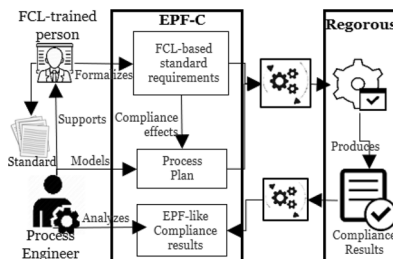 FCL-trained
person
EPF-C
Regorous
Formalizes
FCL-based
standard
requirements
Supports
Compliance
effects
Standard
Models
Process
Plan
Produces
Analyzes
EPF-like
Compliance
results
Process
Engineer
Compliance
Results